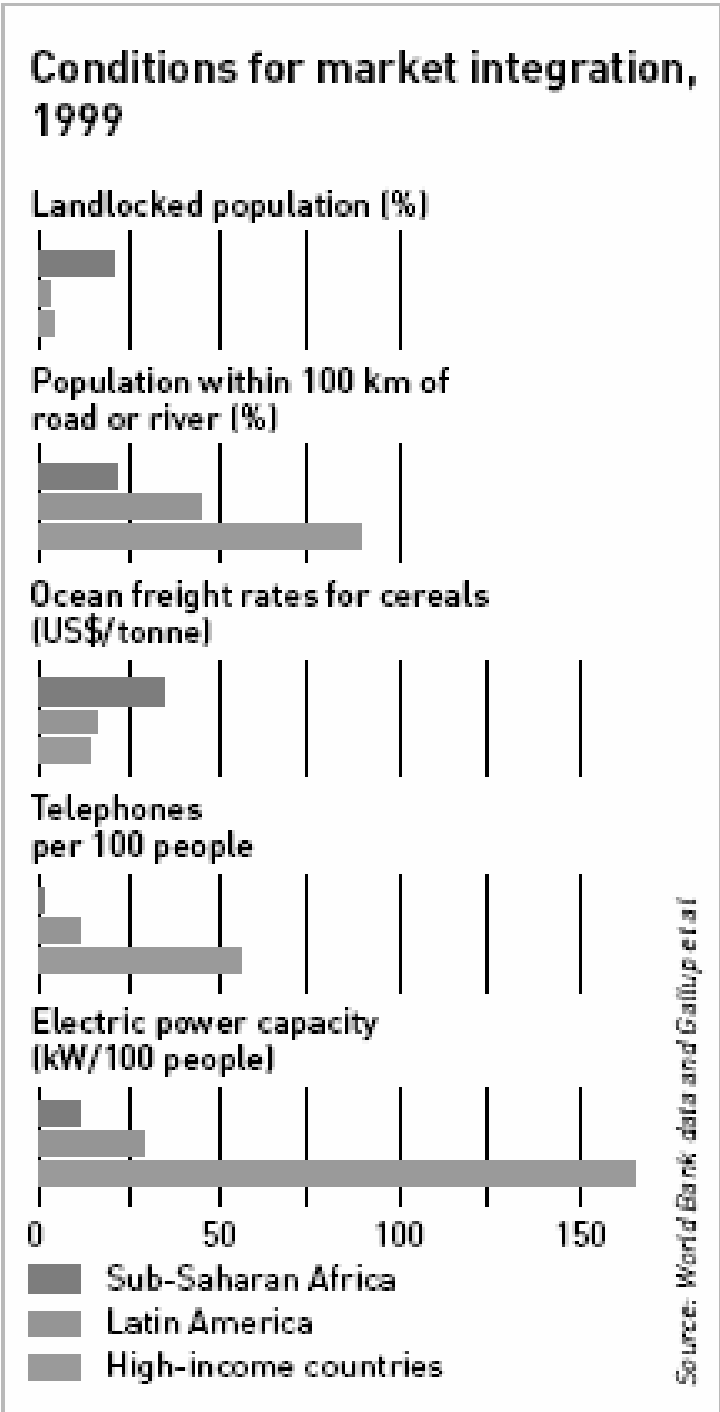 Conditions for market integration,
1999
Landlocked population (%)
Population within 100 km of
road or river (%)
Ocean freight rates for cereals
(US$/tonne)
Telephones
per 100 people
Electric power capacity
(kW/100 people)
0 50 100 150
Sub-Saharan Africa
Latin America
High-income countries
Source: World Bank data and Gallup et al